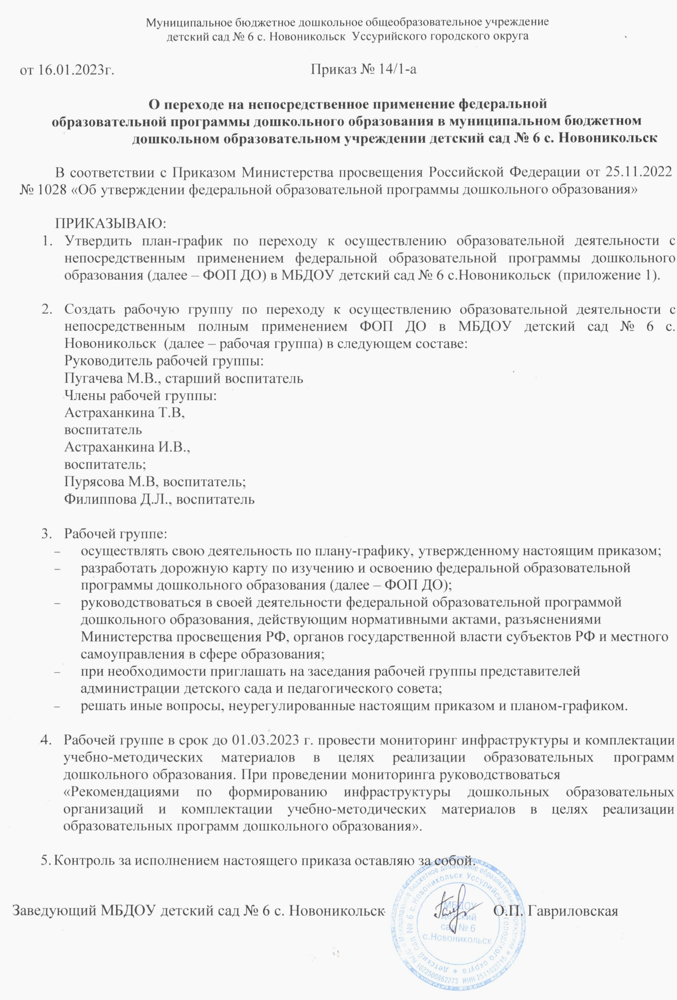 Муниципальное бюджетное дошкольное общеобразовательное учреждение
детский сад № 6 с. Новоникольск Уссурийского городского округа
от 16.01.2023г. Приказ № 14/1-а
О переходе на непосредственное применение федеральной
образовательной программы дошкольного образования в муниципальном бюджетном
дошкольном образовательном учреждении детский сад № 6 с. Новоникольск
В соответствии с Приказом Министерства просвещения Российской Федерации от 25.11.2022
№ 1028 «Об утверждении федеральной образовательной программы дошкольного образования»
ПРИКАЗЫВАЮ:
1. Утвердить план-график по переходу к осуществлению образовательной деятельности с
непосредственным применением федеральной образовательной программы дошкольного
образования (далее – ФОП ДО) в МБДОУ детский сад № 6 с.Новоникольск (приложение 1).
2. Создать рабочую группу по переходу к осуществлению образовательной деятельности с
непосредственным полным применением ФОП ДО в МБДОУ детский сад № 6 с.
Новоникольск (далее – рабочая группа) в следующем составе:
Руководитель рабочей группы:
Пугачева М.В., старший воспитатель
Члены рабочей группы:
Астраханкина Т.В,
воспитатель
Астраханкина И.В.,
воспитатель;
Пурясова М.В, воспитатель;
Филиппова Д.Л., воспитатель
3. Рабочей группе:
– осуществлять свою деятельность по плану-графику, утвержденному настоящим приказом;
– разработать дорожную карту по изучению и освоению федеральной образовательной
программы дошкольного образования (далее – ФОП ДО);
– руководствоваться в своей деятельности федеральной образовательной программой
дошкольного образования, действующим нормативными актами, разъяснениями
Министерства просвещения РФ, органов государственной власти субъектов РФ и местного
самоуправления в сфере образования;
– при необходимости приглашать на заседания рабочей группы представителей
администрации детского сада и педагогического совета;
– решать иные вопросы, неурегулированные настоящим приказом и планом-графиком.
4. Рабочей группе в срок до 01.03.2023 г. провести мониторинг инфраструктуры и комплектации
учебно-методических материалов в целях реализации образовательных программ
дошкольного образования. При проведении мониторинга руководствоваться
«Рекомендациями по формированию инфраструктуры дошкольных образовательных
организаций и комплектации учебно-методических материалов в целях реализации
образовательных программ дошкольного образования».
5. Контроль за исполнением настоящего приказа оставляю за собой.
Заведующий МБДОУ детский сад № 6 с. Новоникольск О.П. Гавриловская
Муниципальное бюджетное дошкольное образовательное учреждение *
ОГРН 1022500862273 ИНН 2511033715 *
детский сад № 6 с.Новоникольск Уссурийского городского округа *
МБДОУ
детский
сад № 6
с.Новоникольск